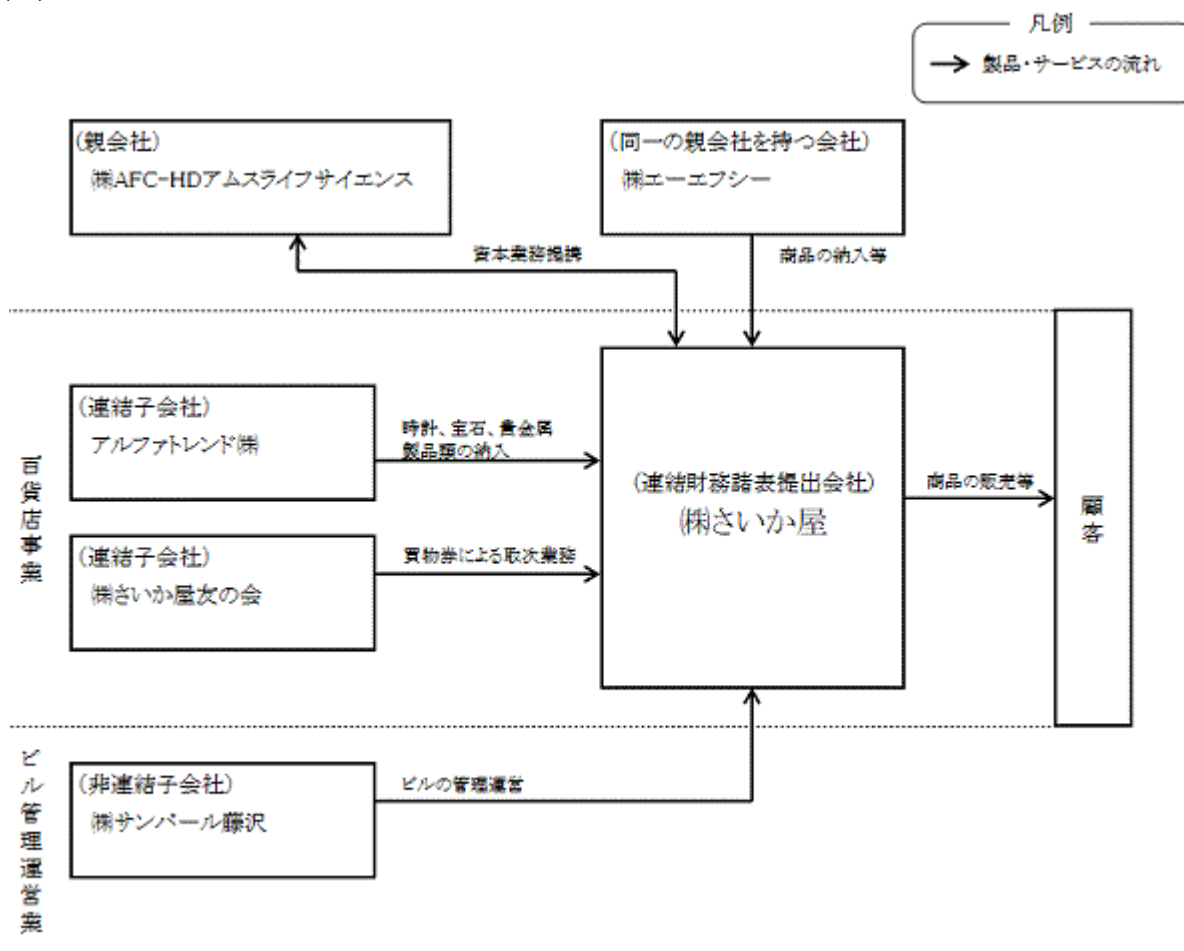 凡例
製品・サービスの流れ
(親会社)
㈱AFC-HDアムスライフサイエンス
(同一の親会社を持つ会社)
㈱エーエフシー
資本業務提携
商品の納入等
百貨店事業
(連結子会社)
アルファトレンド㈱
時計、宝石、貴金属
製品類の納入
(連結子会社)
㈱さいか屋友の会
買物券による取次業務
(連結財務諸表提出会社)
㈱さいか屋
商品の販売等
顧客
ビル管理運営業
(非連結子会社)
㈱サンパール藤沢
ビルの管理運営